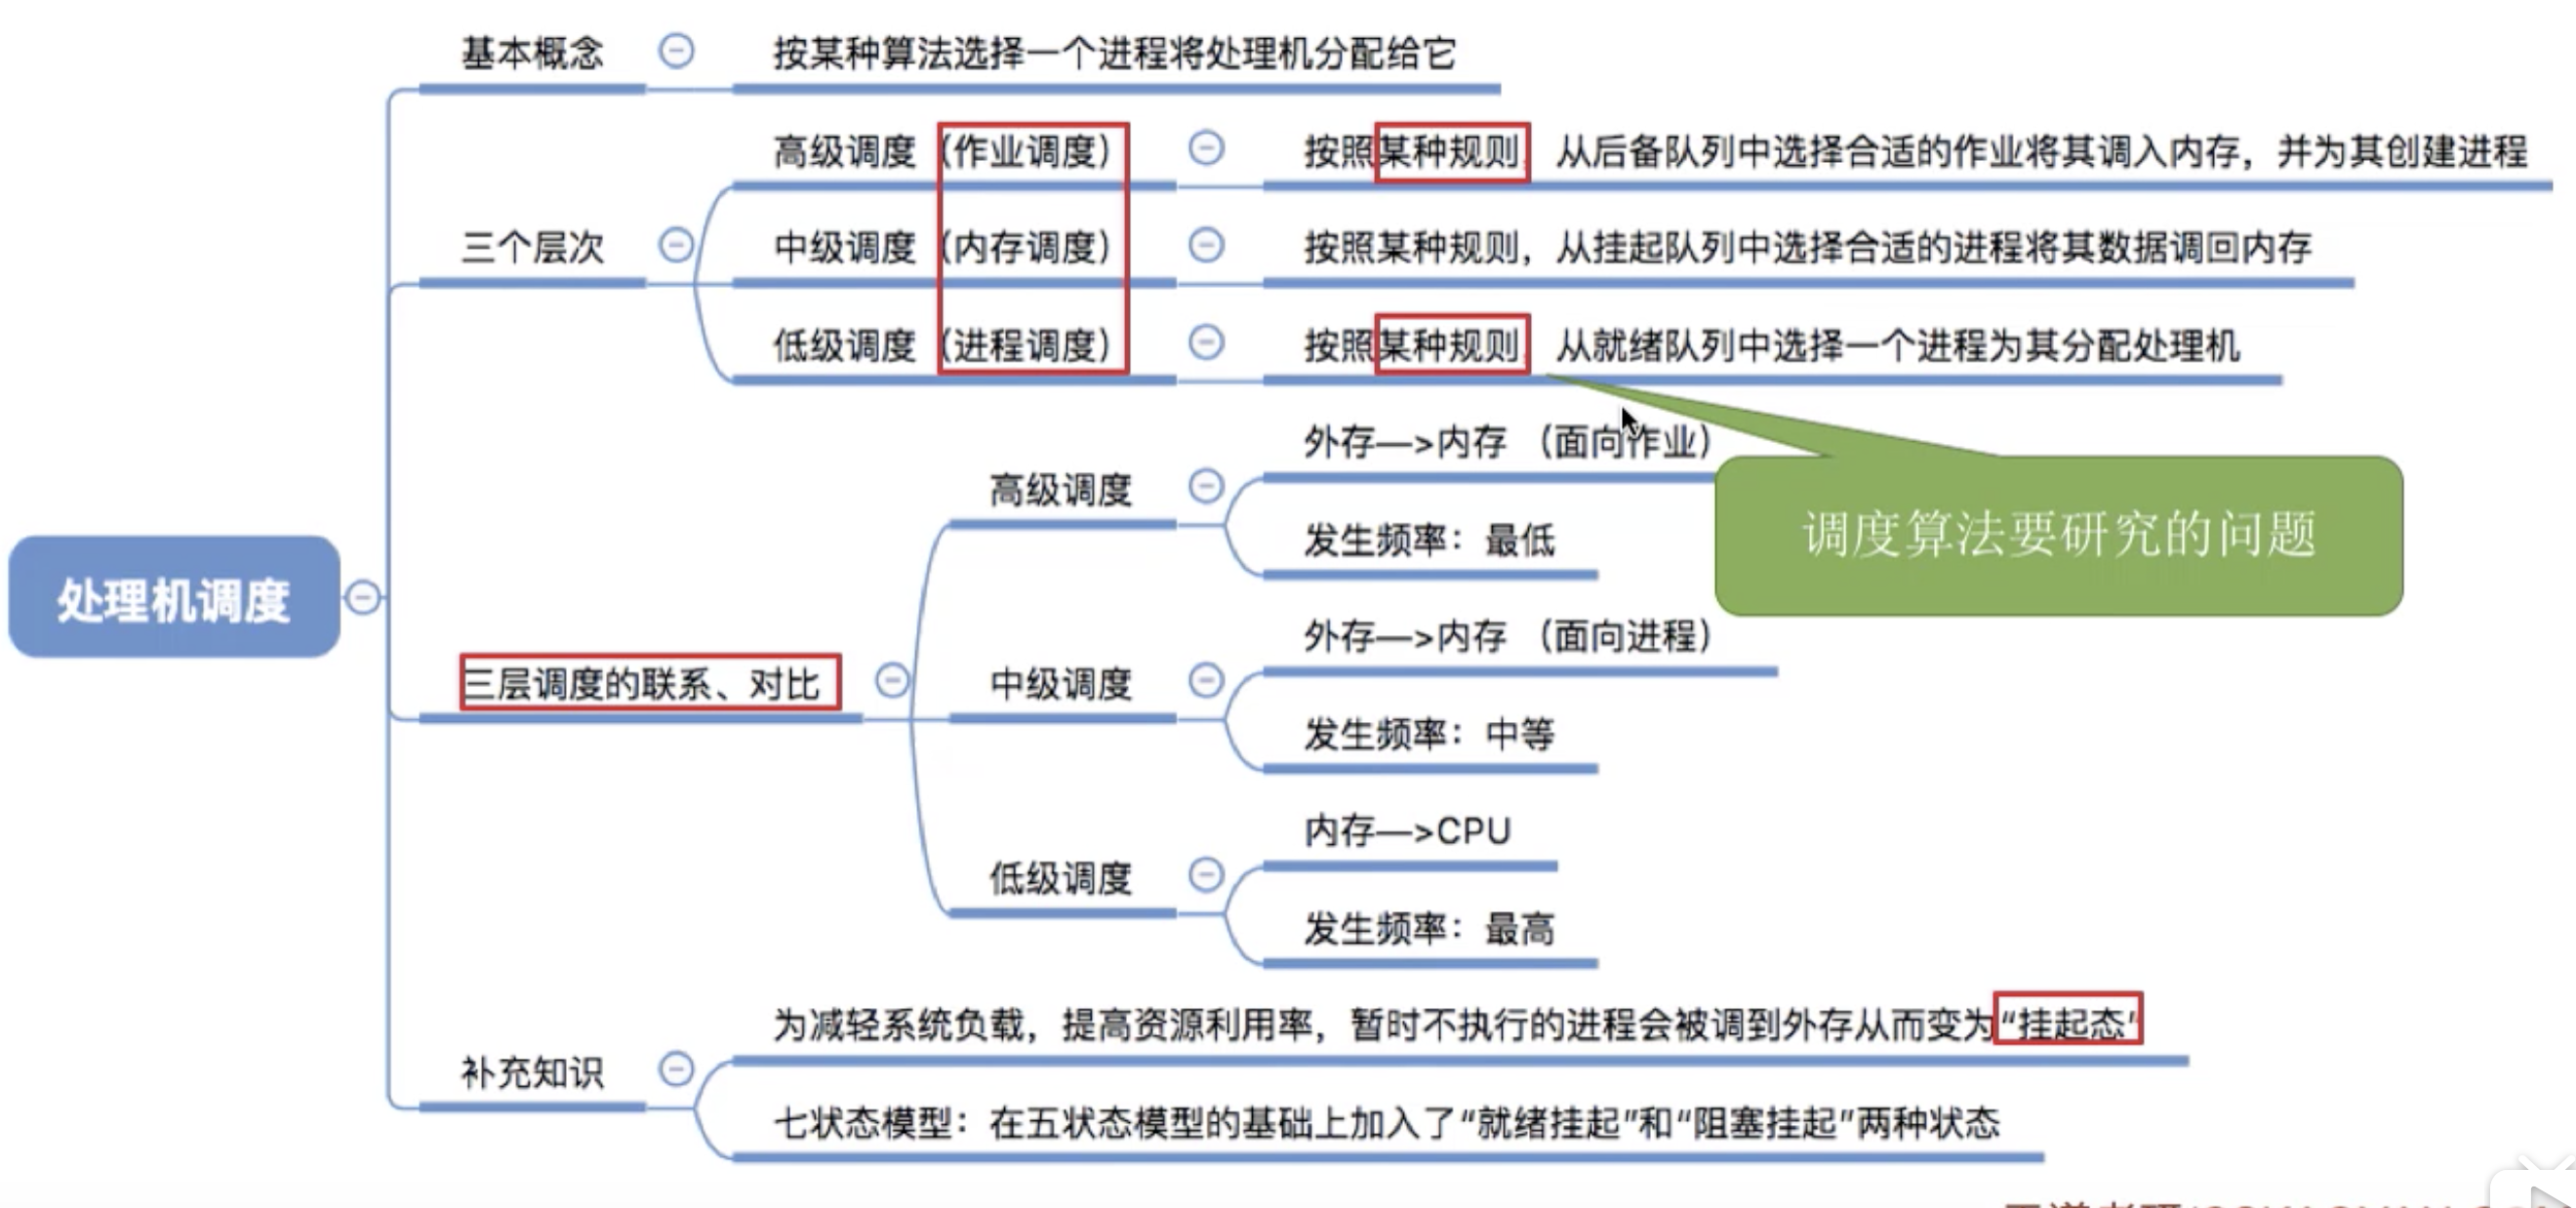 基本概念
按某种算法选择一个进程将处理机分配给它
高级调度（作业调度）
按照某种规则，从后备队列中选择合适的作业将其调入内存，并为其创建进程
三个层次
中级调度（内存调度）
按照某种规则，从挂起队列中选择合适的进程将其数据调回内存
低级调度（进程调度）
按照某种规则，从就绪队列中选择一个进程为其分配处理机
调度算法要研究的问题
处理机调度
三层调度的联系、对比
高级调度
外存—>内存 （面向作业）
发生频率：最低
中级调度
外存—>内存 （面向进程）
发生频率：中等
低级调度
内存—>CPU
发生频率：最高
补充知识
为减轻系统负载，提高资源利用率，暂时不执行的进程会被调到外存从而变为“挂起态”
七状态模型：在五状态模型的基础上加入了“就绪挂起”和“阻塞挂起”两种状态